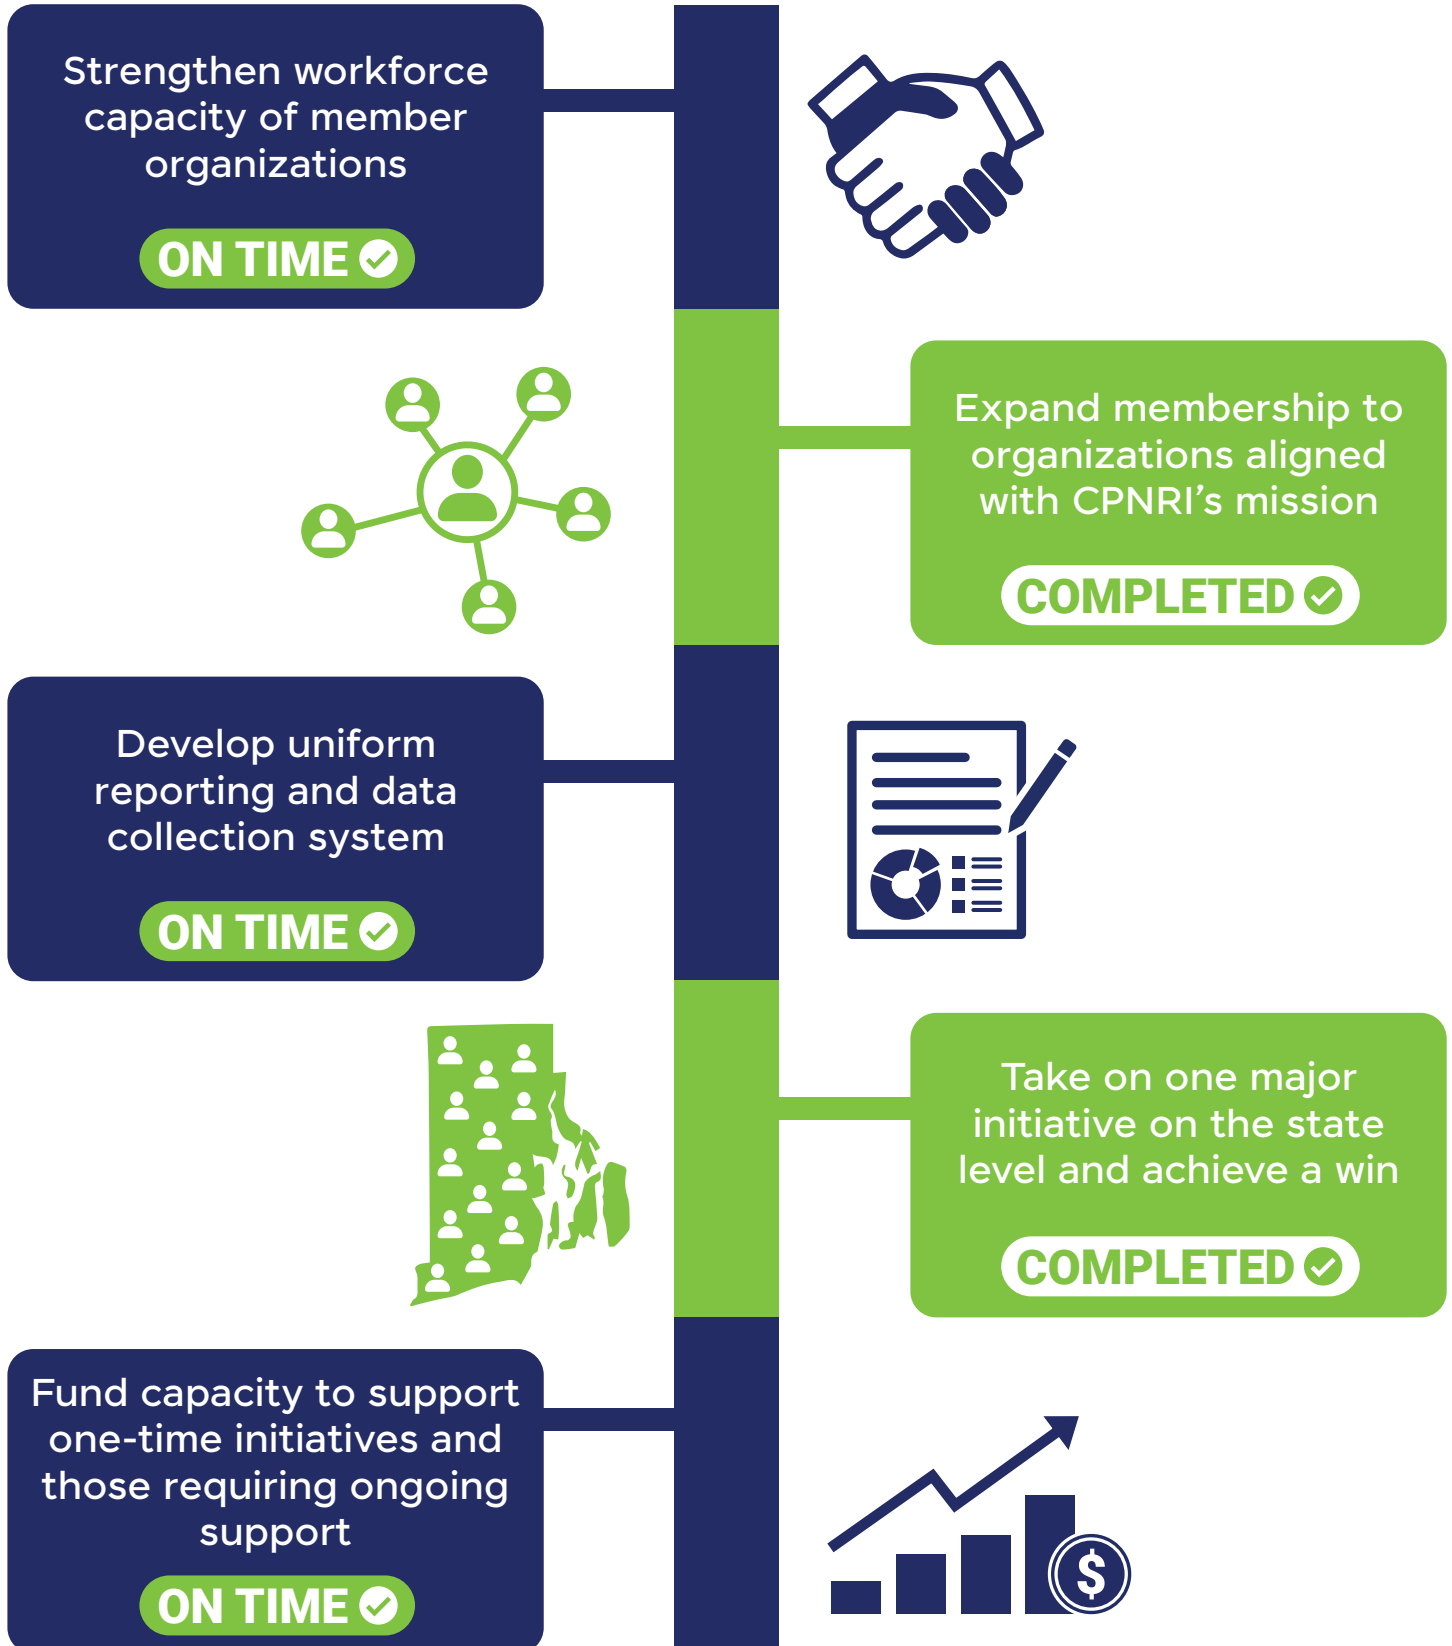 Strengthen workforce
capacity of member
organizations
ON TIME
Expand membership to
organizations aligned
with CPNRI’s mission
COMPLETED
Develop uniform
reporting and data
collection system
ON TIME
Take on one major
initiative on the state
level and achieve a win
COMPLETED
Fund capacity to support
one-time initiatives and
those requiring ongoing
support
ON TIME
$